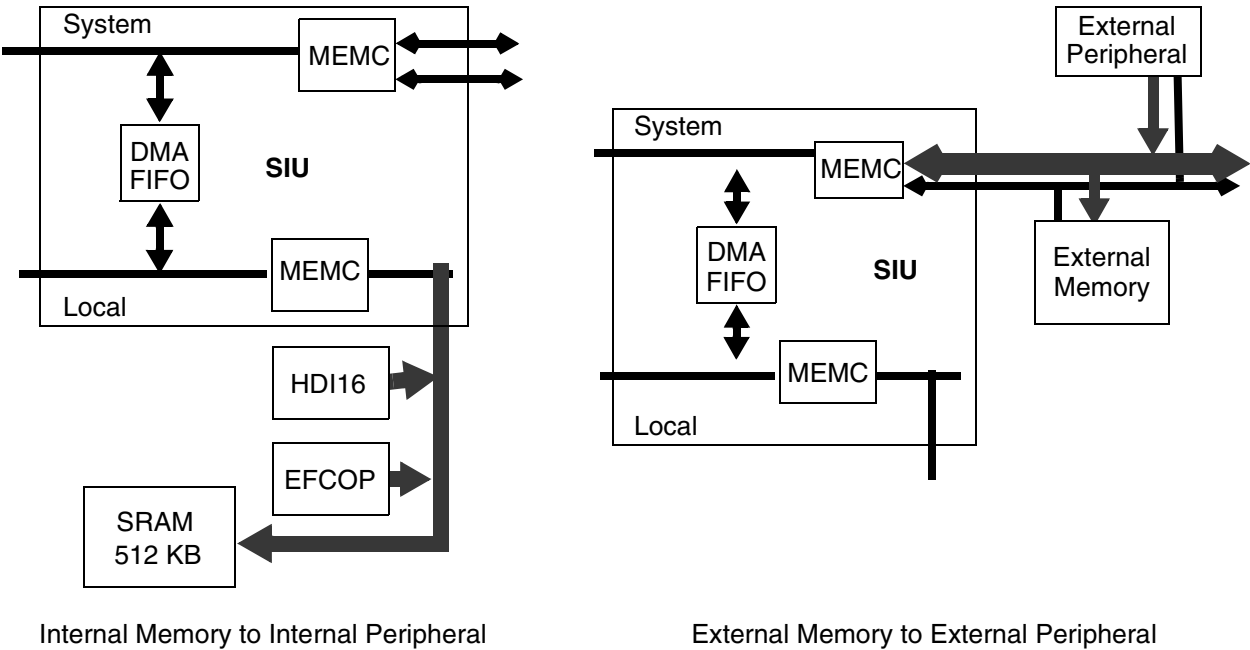 System
MEMC
DMA
FIFO
SIU
MEMC
Local
HDI16
EFCOP
SRAM
512 KB
Internal Memory to Internal Peripheral
External
Peripheral
System
MEMC
DMA
FIFO
SIU
External
Memory
MEMC
Local
External Memory to External Peripheral